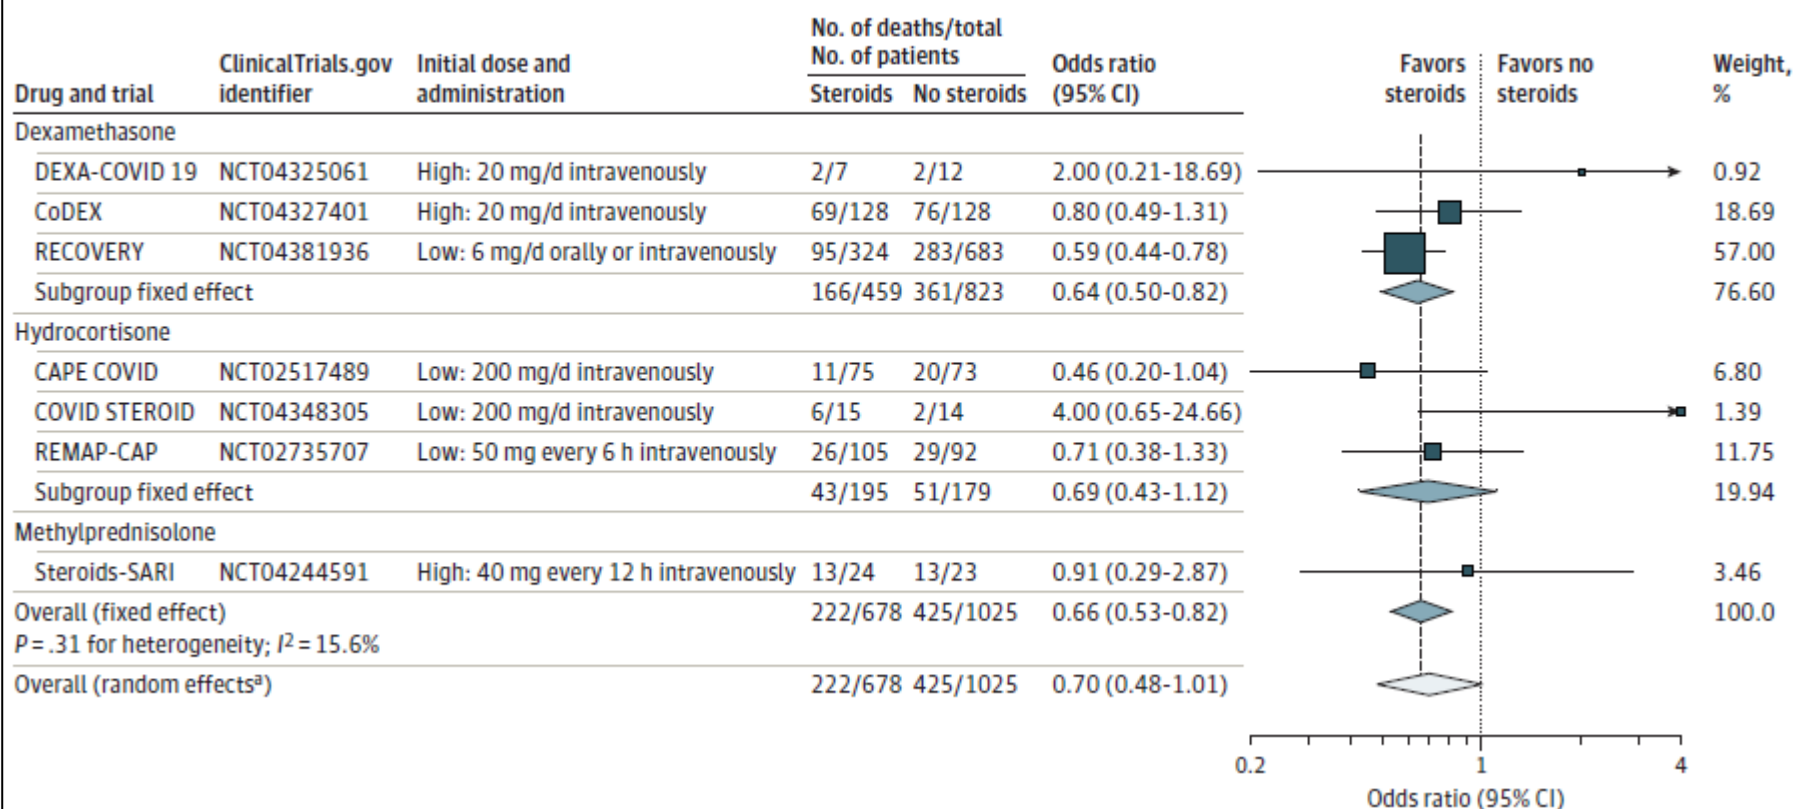 No. of deaths/total
No. of patients
ClinicalTrials.gov Initial dose and Odds ratio Favors Favors no Weight,
Drug and trial identifier administration Steroids No steroids (95% CI) steroids steroids %
Dexamethasone
DEXA-COVID 19 NCT04325061 High: 20 mg/d intravenously 2/7 2/12 2.00 (0.21-18.69) 0.92
CoDEX NCT04327401 High: 20 mg/d intravenously 69/128 76/128 0.80 (0.49-1.31) 18.69
RECOVERY NCT04381936 Low: 6 mg/d orally or intravenously 95/324 283/683 0.59 (0.44-0.78) 57.00
Subgroup fixed effect 166/459 361/823 0.64 (0.50-0.82) 76.60
Hydrocortisone
CAPE COVID NCT02517489 Low: 200 mg/d intravenously 11/75 20/73 0.46 (0.20-1.04) 6.80
COVID STEROID NCT04348305 Low: 200 mg/d intravenously 6/15 2/14 4.00 (0.65-24.66) 1.39
REMAP-CAP NCT02735707 Low: 50 mg every 6 h intravenously 26/105 29/92 0.71 (0.38-1.33) 11.75
Subgroup fixed effect 43/195 51/179 0.69 (0.43-1.12) 19.94
Methylprednisolone
Steroids-SARI NCT04244591 High: 40 mg every 12 h intravenously 13/24 13/23 0.91 (0.29-2.87) 3.46
Overall (fixed effect) 222/678 425/1025 0.66 (0.53-0.82) 100.0
P = .31 for heterogeneity; I2 = 15.6%
Overall (random effectsa) 222/678 425/1025 0.70 (0.48-1.01)
0.2 1 4
Odds ratio (95% CI)